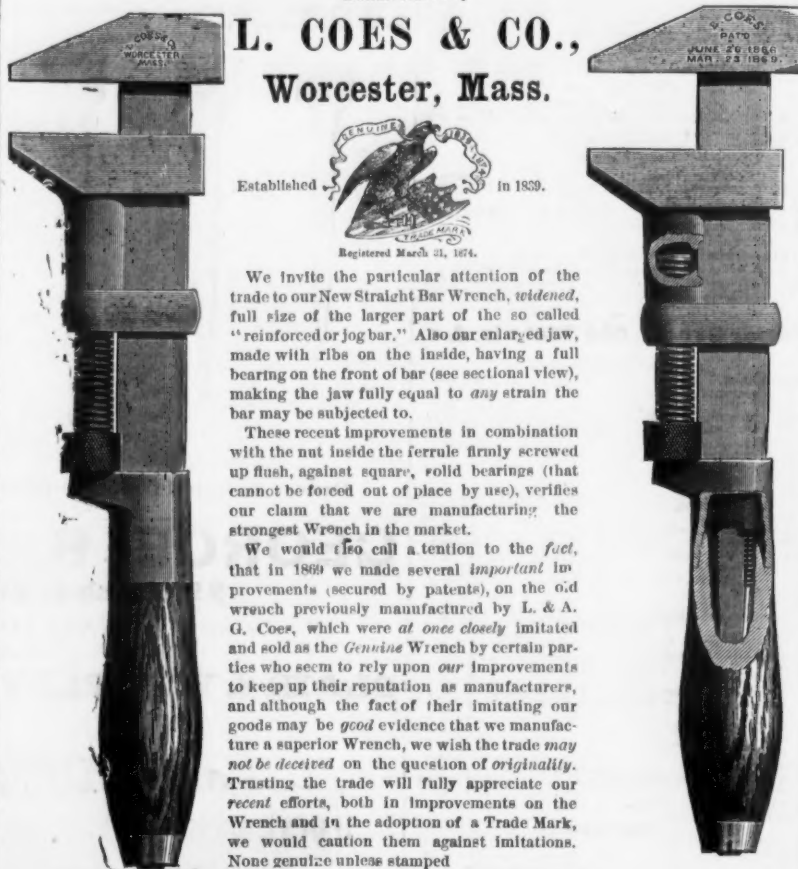 L. COES & CO.,
Worcester, Mass.
L. COES & CO.
WORCESTER,
MASS.
L. COES
PAT'D
JUNE 26 1866
MAR. 23 1869.
GENUINE
TRADE MARK
Established in 1839.
Registered March 31, 1874.
We invite the particular attention of the
trade to our New Straight Bar Wrench, widened,
full size of the larger part of the so called
"reinforced or jog bar." Also our enlarged jaw,
made with ribs on the inside, having a full
bearing on the front of bar (see sectional view),
making the jaw fully equal to any strain the
bar may be subjected to.
These recent improvements in combination
with the nut inside the ferrule firmly screwed
up flush, against square, solid bearings (that
cannot be forced out of place by use), verifies
our claim that we are manufacturing the
strongest Wrench in the market.
We would also call attention to the fact,
that in 1869 we made several important im
provements (secured by patents), on the old
wrench previously manufactured by L. & A.
G. Coes, which were at once closely imitated
and sold as the Genuine Wrench by certain par-
ties who seem to rely upon our improvements
to keep up their reputation as manufacturers,
and although the fact of their imitating our
goods may be good evidence that we manufac-
ture a superior Wrench, we wish the trade may
not be deceived on the question of originality.
Trusting the trade will fully appreciate our
recent efforts, both in improvements on the
Wrench and in the adoption of a Trade Mark,
we would caution them against imitations.
None genuine unless stamped